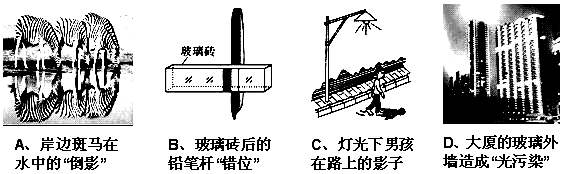 玻璃砖
A、岸边斑马在
水中的“倒影”
B、玻璃砖后的
铅笔杆“错位”
C、灯光下男孩
在路上的影子
D、大厦的玻璃外
墙造成“光污染”